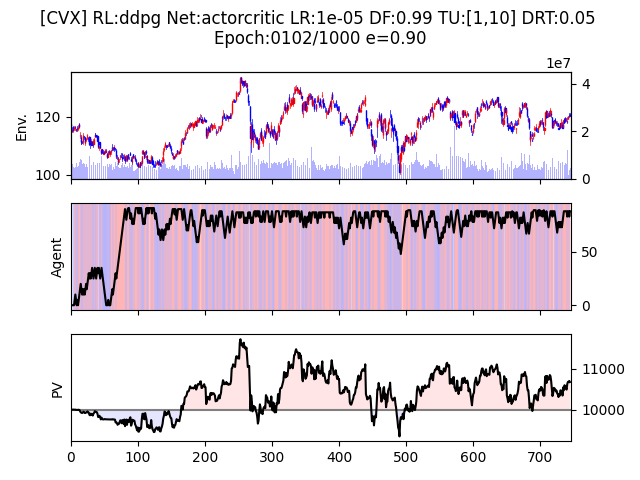 [CVX] RL:ddpg Net:actorcritic LR:1e-05 DF:0.99 TU:[1,10] DRT:0.05
Epoch:0102/1000 e=0.90
1e7
Env.
120
100
4
2
0
Agent
50
0
PV
11000
10000
0 100 200 300 400 500 600 700